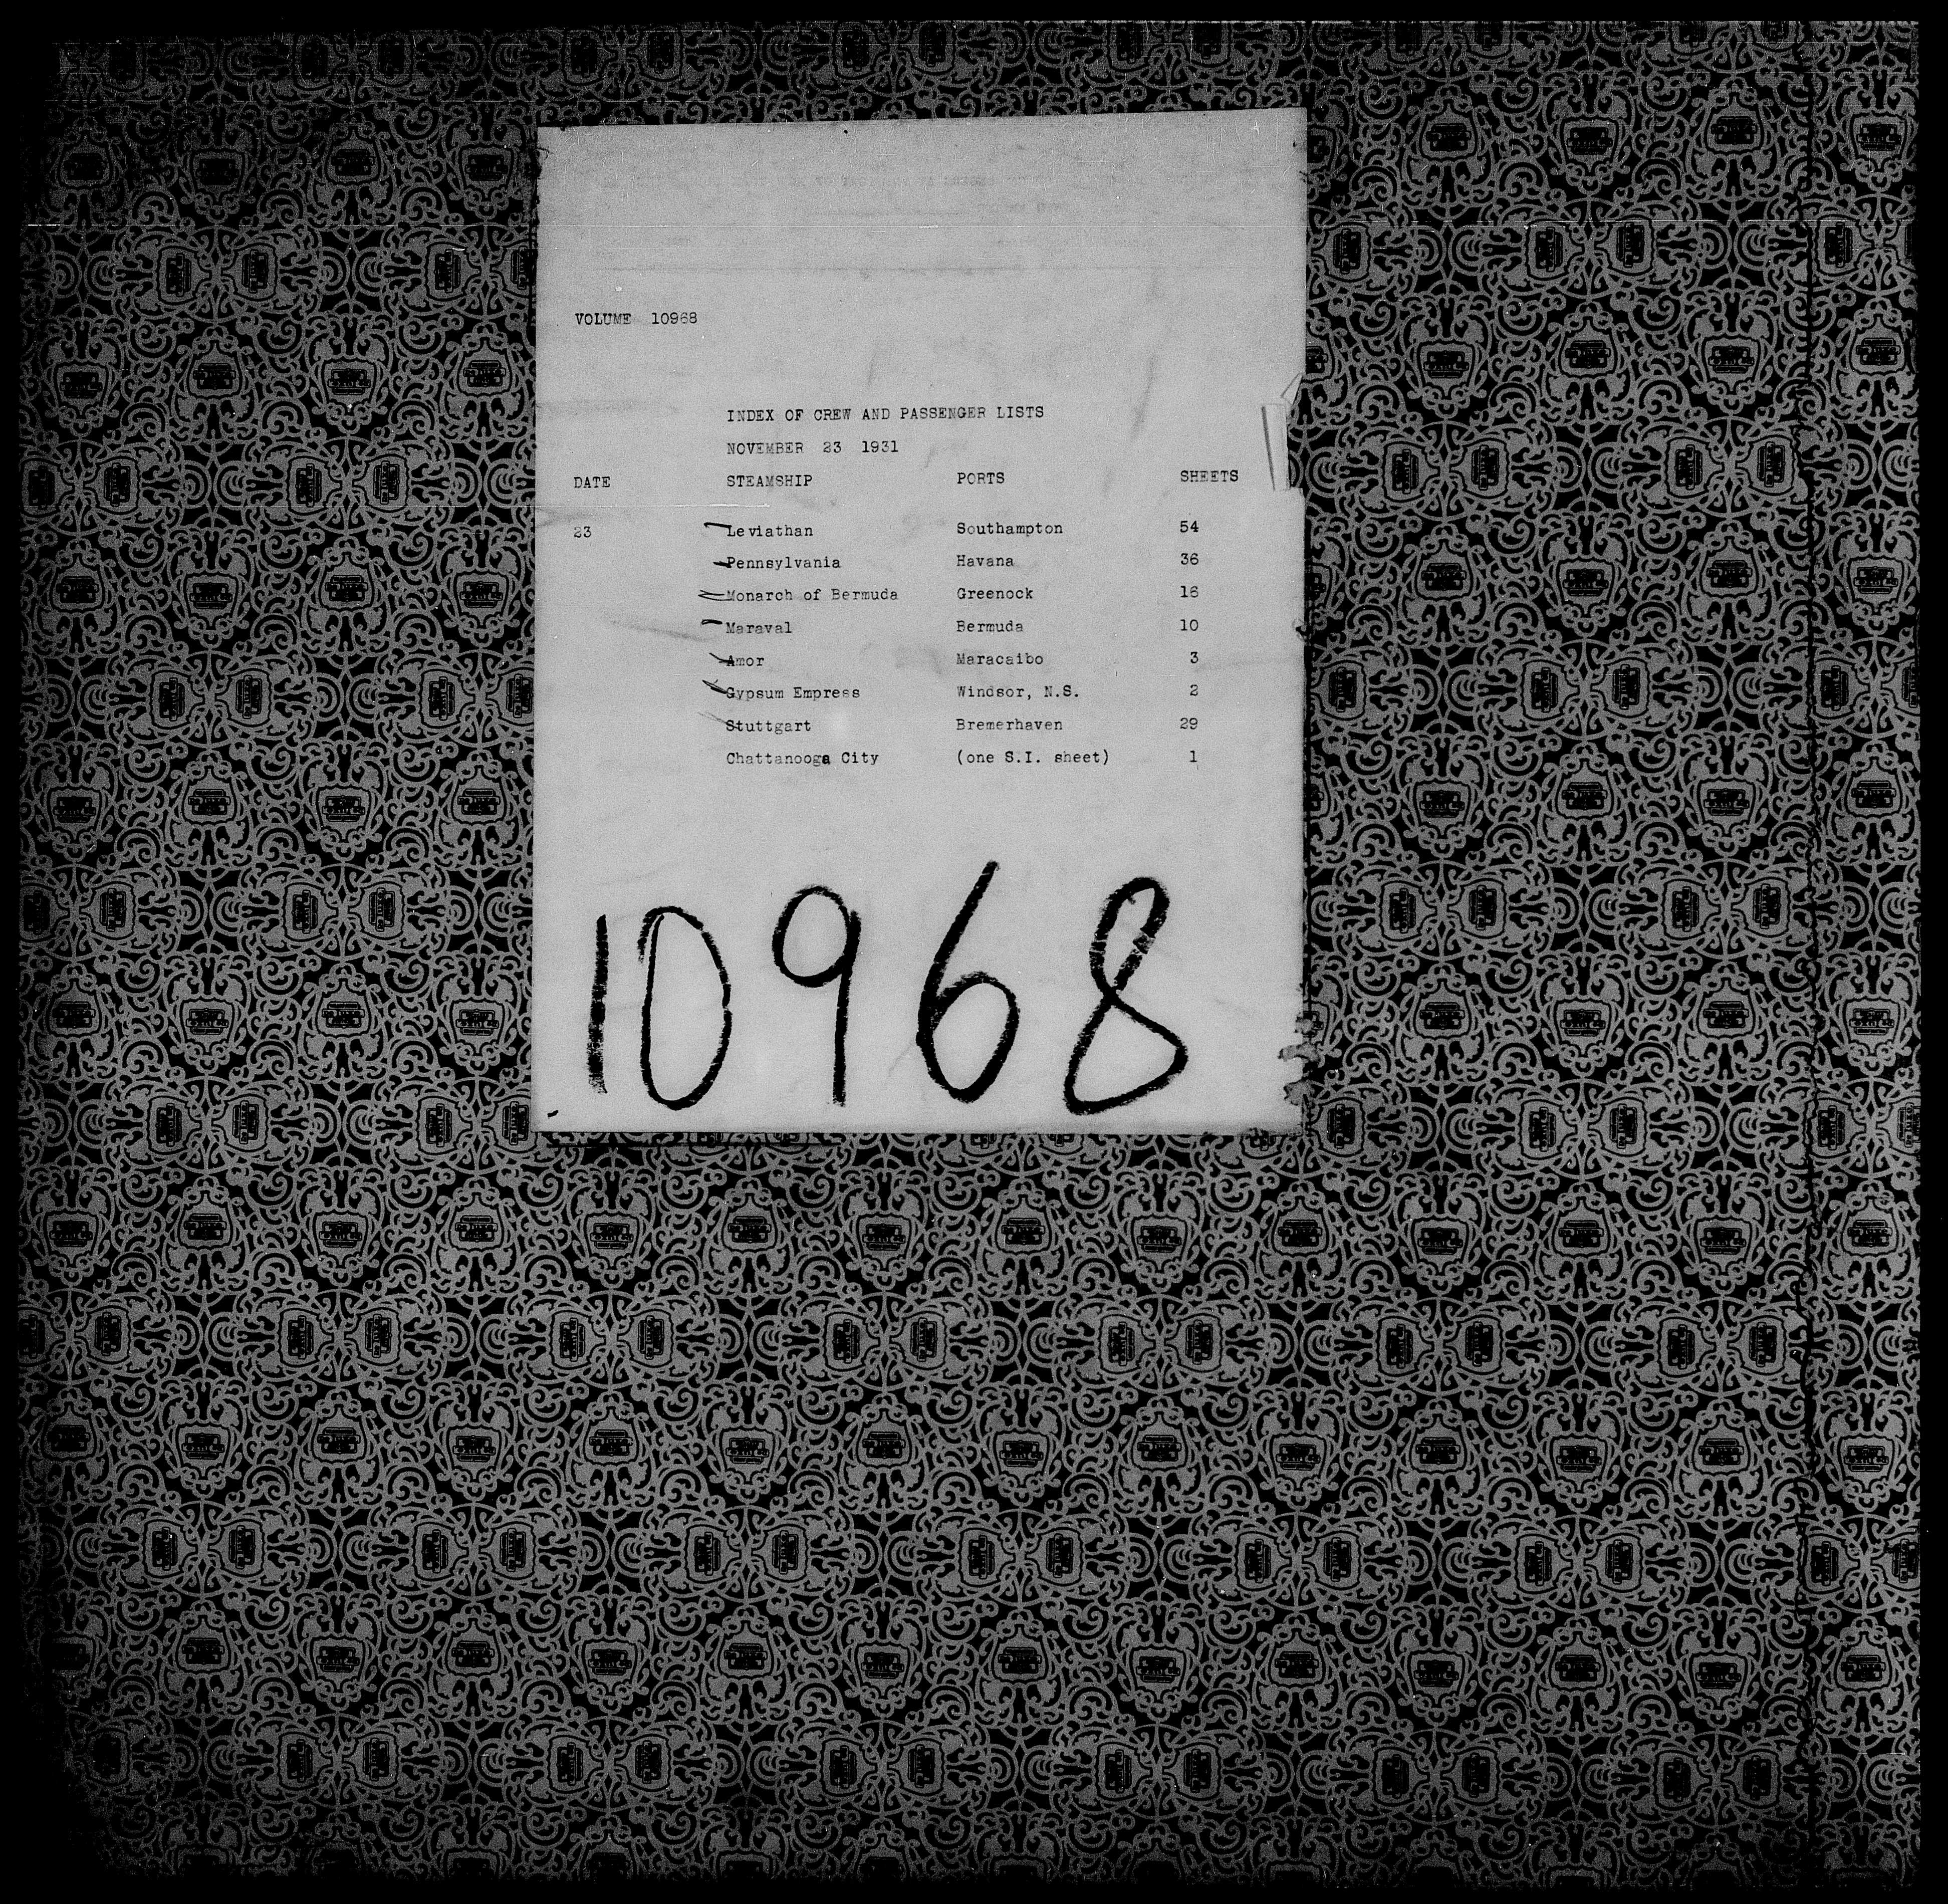 VOLUME 10968
INDEX OF CREW AND PASSENGER LISTS
NOVEMBER 23 1931
DATE STEAMSHIP PORTS SHEETS
23 Leviathan Southampton 54
Pennsylvania Havana 36
Monarch of Bermuda Greenock 16
Maraval Bermuda 10
Amor Maracaibo 3
Gypsum Empress Windsor, N.S. 2
Stuttgart Bremerhaven 29
Chattanooga City (one S.I. sheet) 1
10968